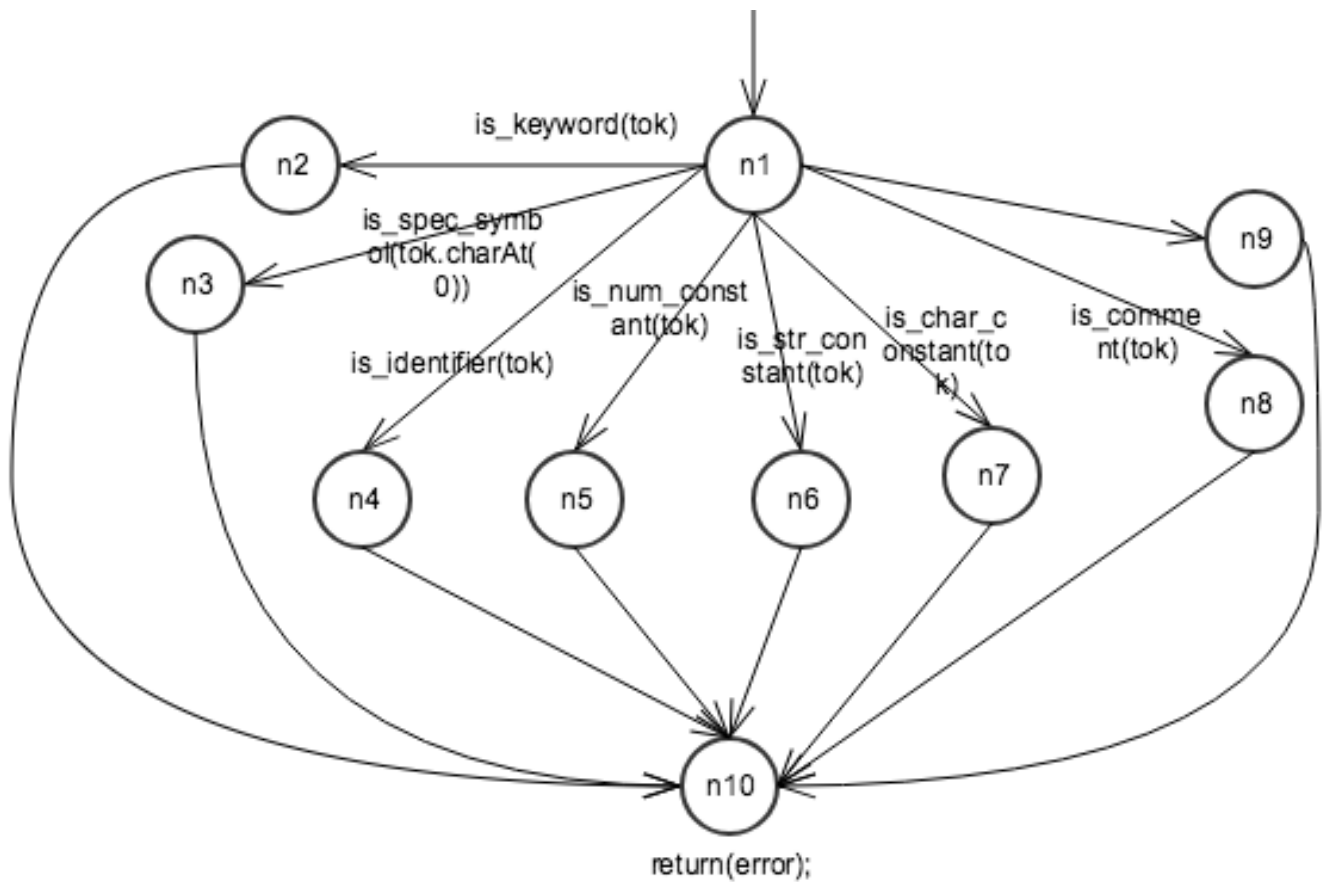 is_keyword(tok)
n2
n1
is_spec_symb
ol(tok.charAt(
0))
n9
n3
is_num_const
ant(tok)
is_str_con
stant(tok)
is_char_c
onstant(to
k)
is_comme
nt(tok)
is_identifier(tok)
n8
n4
n5
n6
n7
n10
return(error);